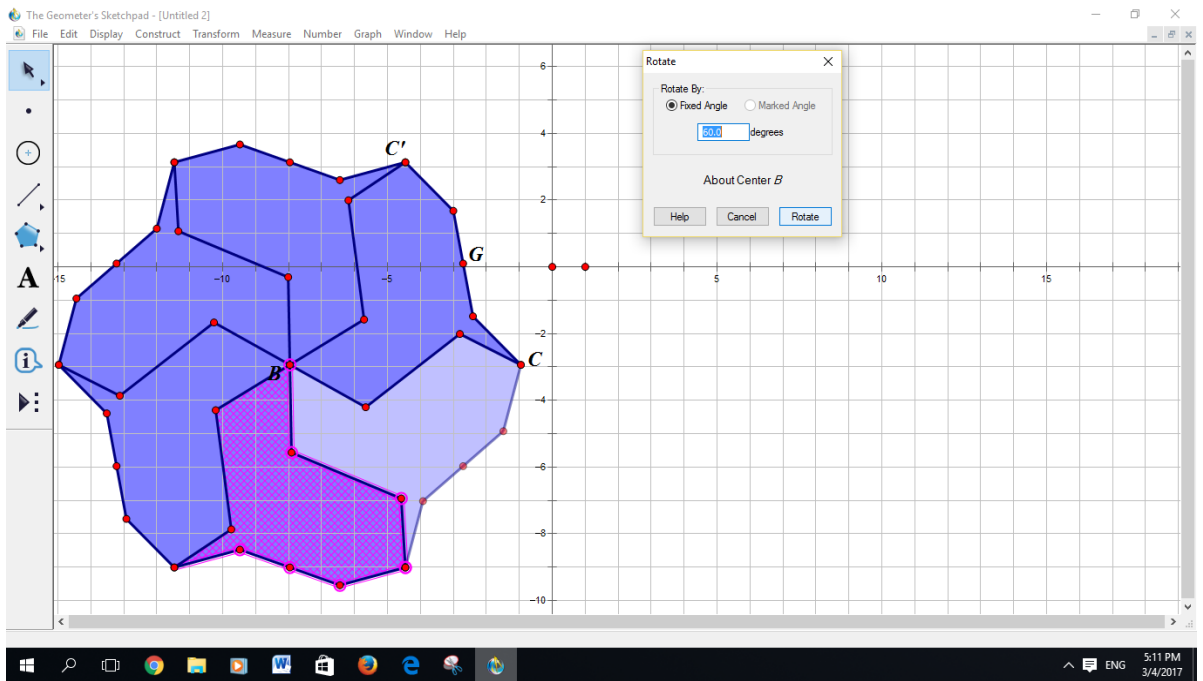 The Geometer's Sketchpad - [Untitled 2]
File Edit Display Construct Transform Measure Number Graph Window Help
Rotate
Rotate By:
Fixed Angle Marked Angle
60.0 degrees
About Center B
Help Cancel Rotate
6
4
2
-2
-4
-6
-8
-10
15 -10 -5 5 10 15
C'
G
B
C
A
i
W
e
ENG
5:11 PM
3/4/2017